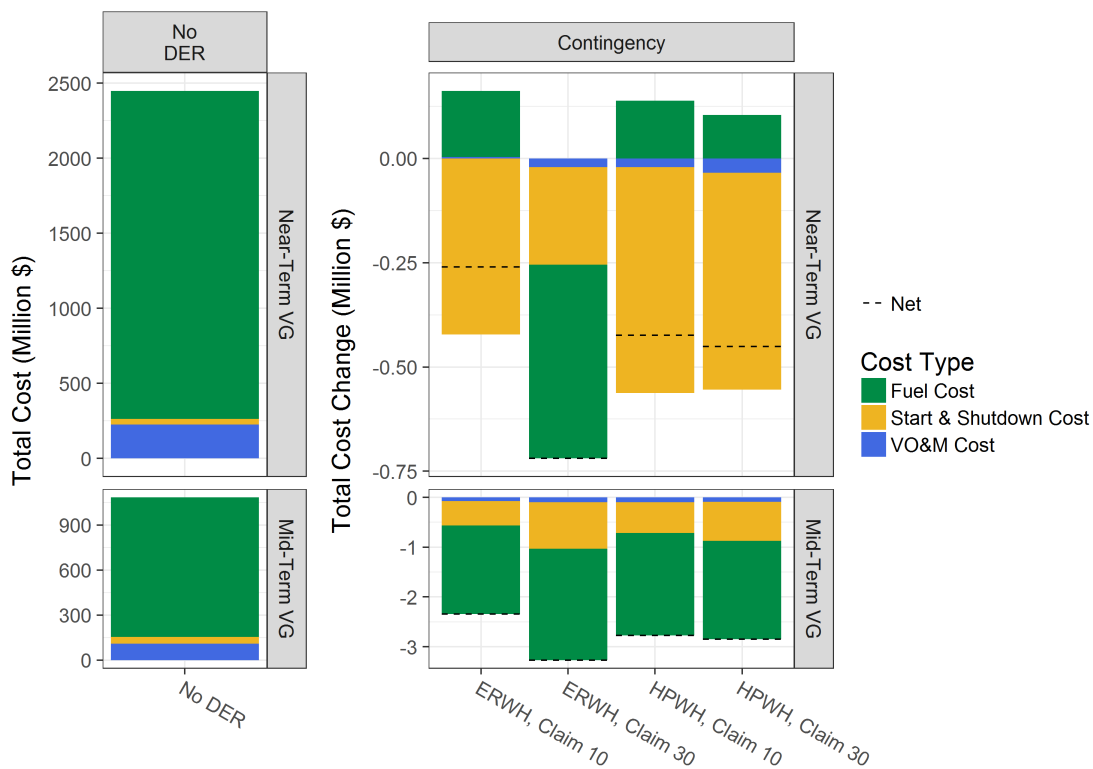 No
DER
Contingency
Total Cost (Million $)
2500
2000
1500
1000
500
0
Near-Term VG
900
600
300
0
Mid-Term VG
No DER
Total Cost Change (Million $)
0.00
-0.25
-0.50
-0.75
Near-Term VG
0
-1
-2
-3
Mid-Term VG
ERWH, Claim 10
ERWH, Claim 30
HPWH, Claim 10
HPWH, Claim 30
Net
Cost Type
Fuel Cost
Start & Shutdown Cost
VO&M Cost